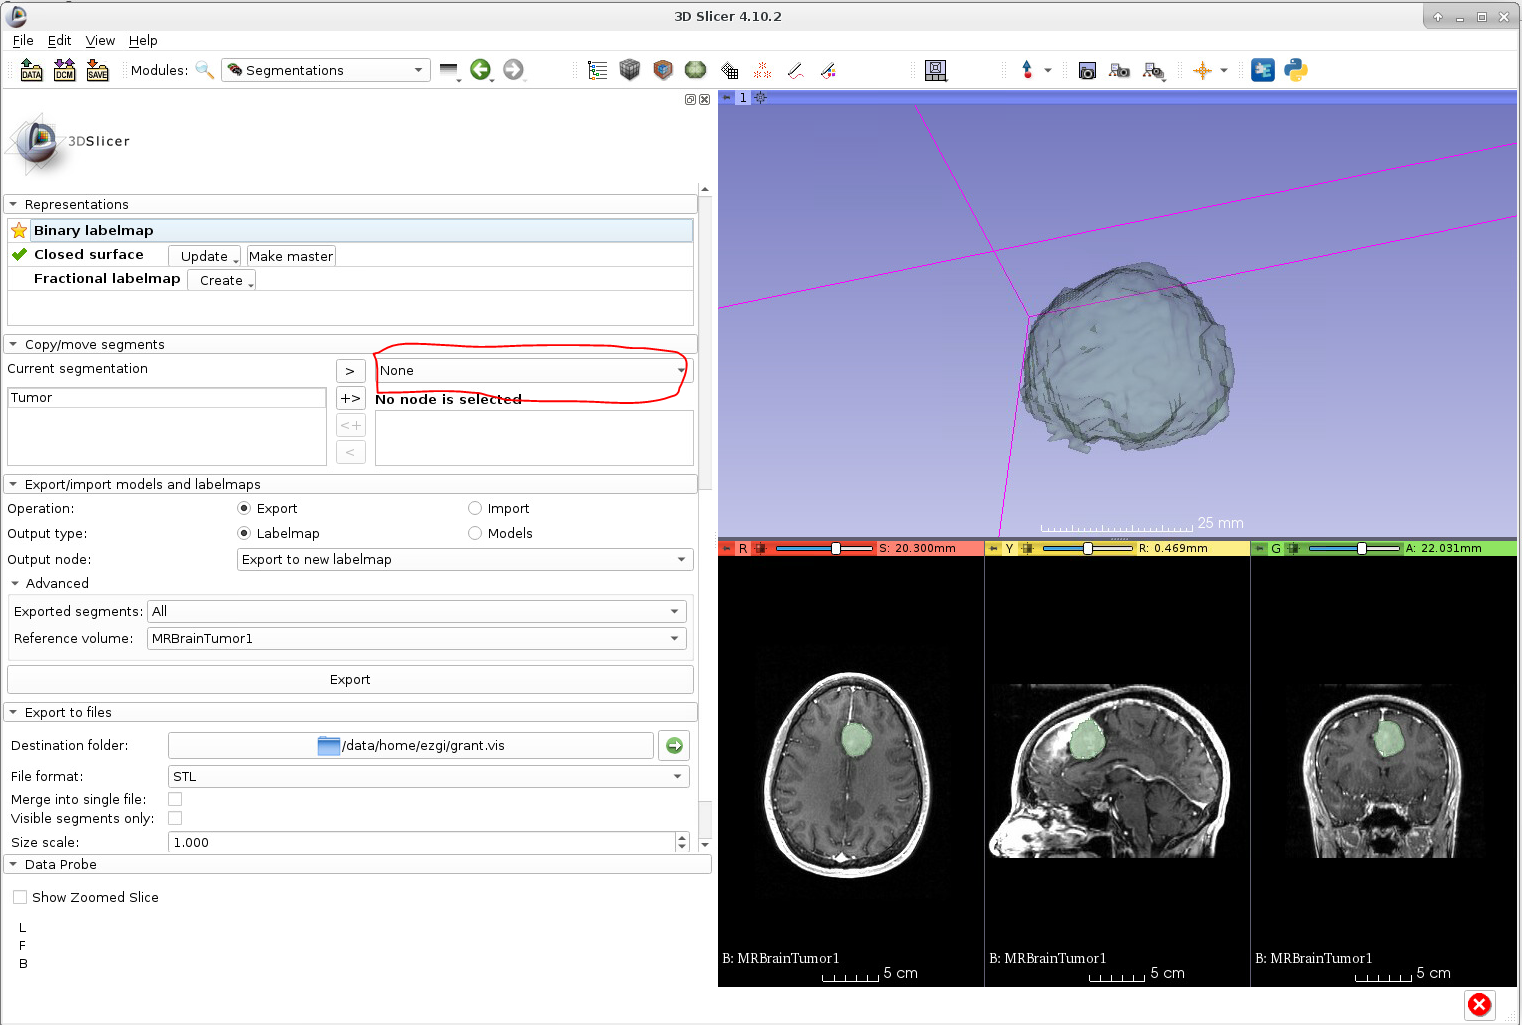 3D Slicer 4.10.2
File Edit View Help
DATA DCM SAVE Modules: Segmentations
3DSlicer
Representations
Binary labelmap
Closed surface Update Make master
Fractional labelmap Create
Copy/move segments
Current segmentation > None
Tumor +> No node is selected
<+
<
Export/import models and labelmaps
Operation: Export Import
Output type: Labelmap Models
Output node: Export to new labelmap
Advanced
Exported segments: All
Reference volume: MRBrainTumor1
Export
Export to files
Destination folder: /data/home/ezgi/grant.vis
File format: STL
Merge into single file:
Visible segments only:
Size scale: 1.000
Data Probe
Show Zoomed Slice
L
F
B
1
25 mm
R S: 20.300mm
Y R: 0.469mm
G A: 22.031mm
B: MRBrainTumor1
5 cm
B: MRBrainTumor1
5 cm
B: MRBrainTumor1
5 cm